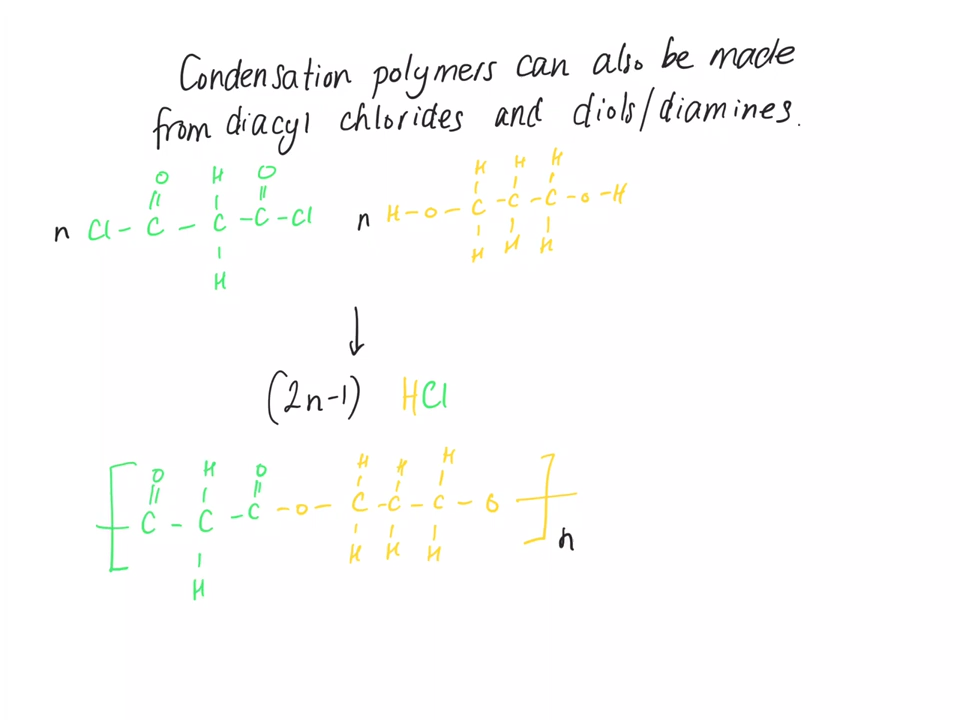 Condensation polymers can also be made
from diacyl chlorides and diols/diamines.
O H O H H H
|| | || | | |
n Cl - C - C - C - Cl n H - O - C - C - C - O - H
| | | |
H H H H
(2n-1) HCl
O H O H H H
|| | || | | |
[ C - C - C - O - C - C - C - O ] n
| | | |
H H H H